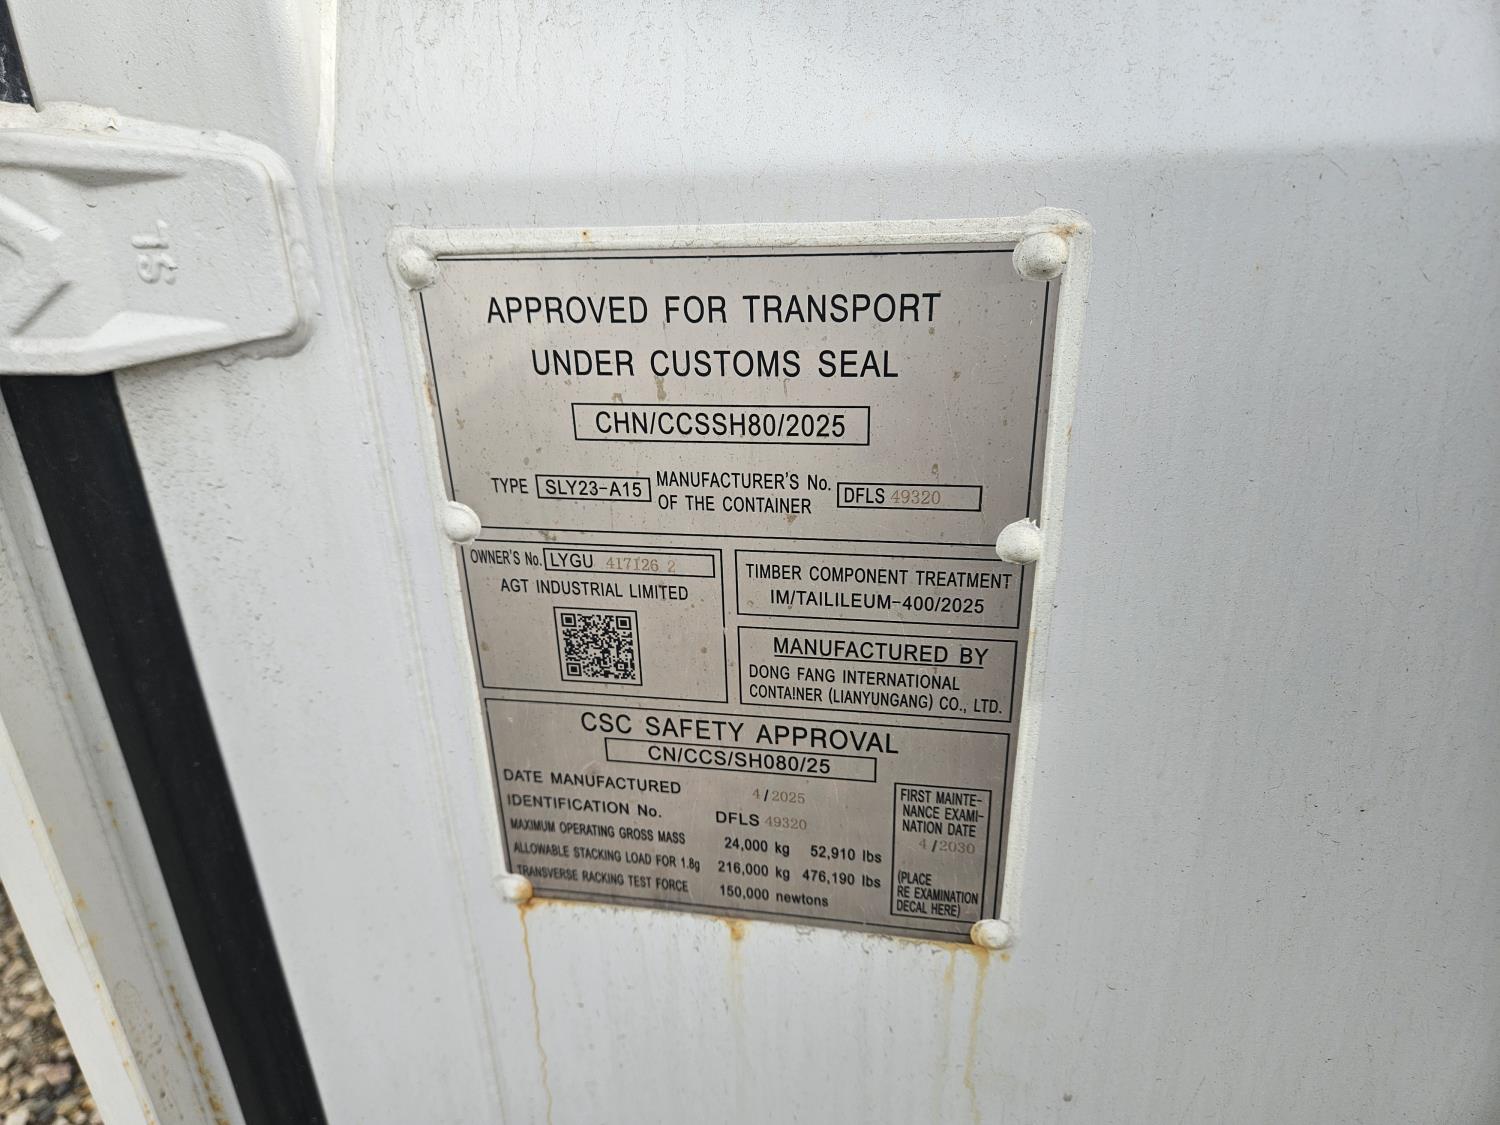 JS
APPROVED FOR TRANSPORT
UNDER CUSTOMS SEAL
CHN/CCSSH80/2025
TYPE SLY23-A15 MANUFACTURER'S No. OF THE CONTAINER DFLS 49320
OWNER'S No. LYGU 417126 2
AGT INDUSTRIAL LIMITED
TIMBER COMPONENT TREATMENT
IM/TAILILEUM-400/2025
MANUFACTURED BY
DONG FANG INTERNATIONAL
CONTAINER (LIANYUNGANG) CO., LTD.
CSC SAFETY APPROVAL
CN/CCS/SH080/25
DATE MANUFACTURED 4/2025
IDENTIFICATION No. DFLS 49320
MAXIMUM OPERATING GROSS MASS 24,000 kg 52,910 lbs
ALLOWABLE STACKING LOAD FOR 1.8g 216,000 kg 476,190 lbs
TRANSVERSE RACKING TEST FORCE 150,000 newtons
FIRST MAINTE-
NANCE EXAMI-
NATION DATE
4/2030
(PLACE
RE EXAMINATION
DECAL HERE)